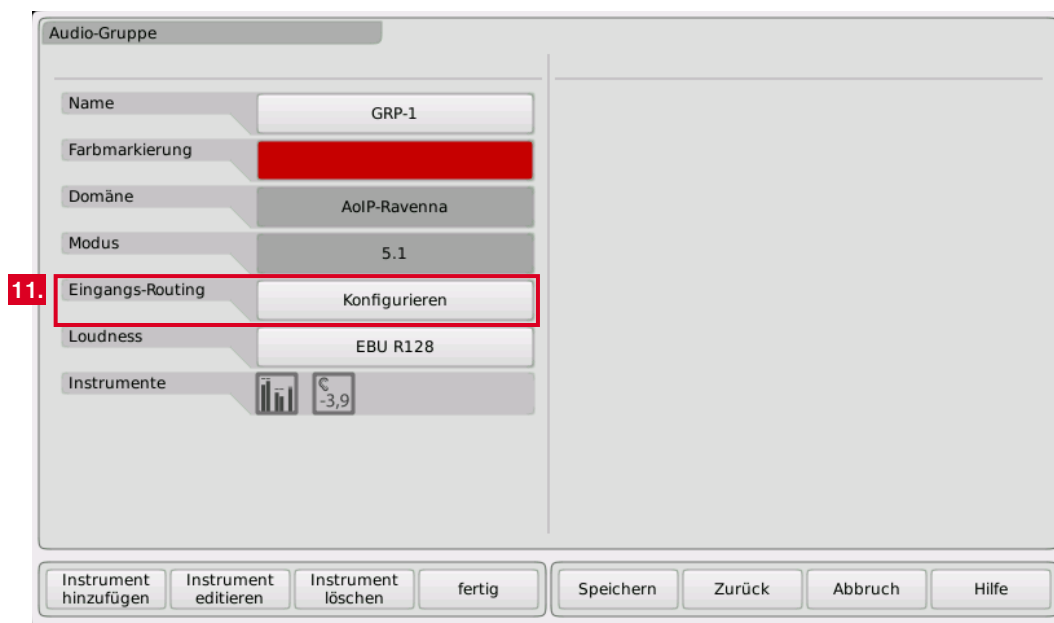 Audio-Gruppe
Name
GRP-1
Farbmarkierung
Domäne
AoIP-Ravenna
Modus
5.1
11.
Eingangs-Routing
Konfigurieren
Loudness
EBU R128
Instrumente
-3,9
Instrument
hinzufügen
Instrument
editieren
Instrument
löschen
fertig
Speichern
Zurück
Abbruch
Hilfe